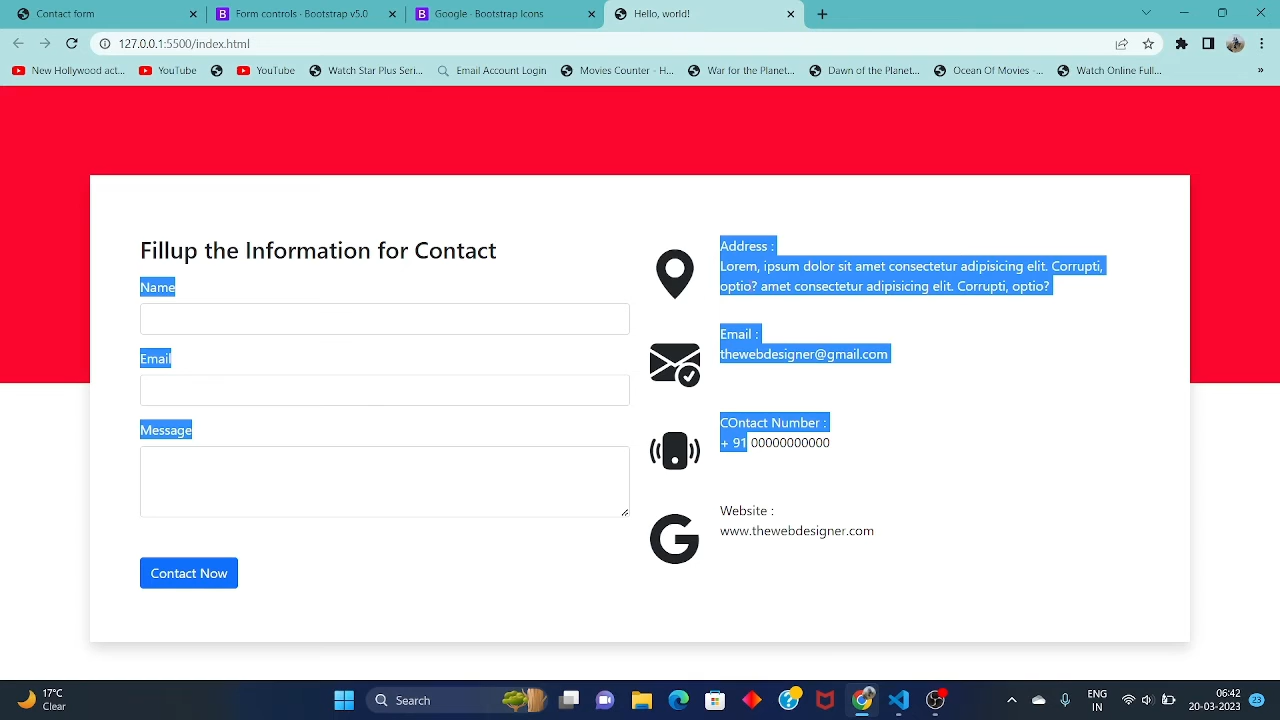 Contact form
Form controls · Bootstrap v5.0
Google · Bootstrap Icons
Hello, world!
127.0.0.1:5500/index.html
New Hollywood act...
YouTube
YouTube
Watch Star Plus Seri...
Email Account Login
Movies Counter - H...
War for the Planet...
Dawn of the Planet...
Ocean Of Movies -...
Watch Online Full...
»
Fillup the Information for Contact
Name
Email
Message
Contact Now
Address :
Lorem, ipsum dolor sit amet consectetur adipisicing elit. Corrupti,
optio? amet consectetur adipisicing elit. Corrupti, optio?
Email :
thewebdesigner@gmail.com
COntact Number :
+ 91 00000000000
Website :
www.thewebdesigner.com
17°C
Clear
Search
ENG
IN
06:42
20-03-2023
23